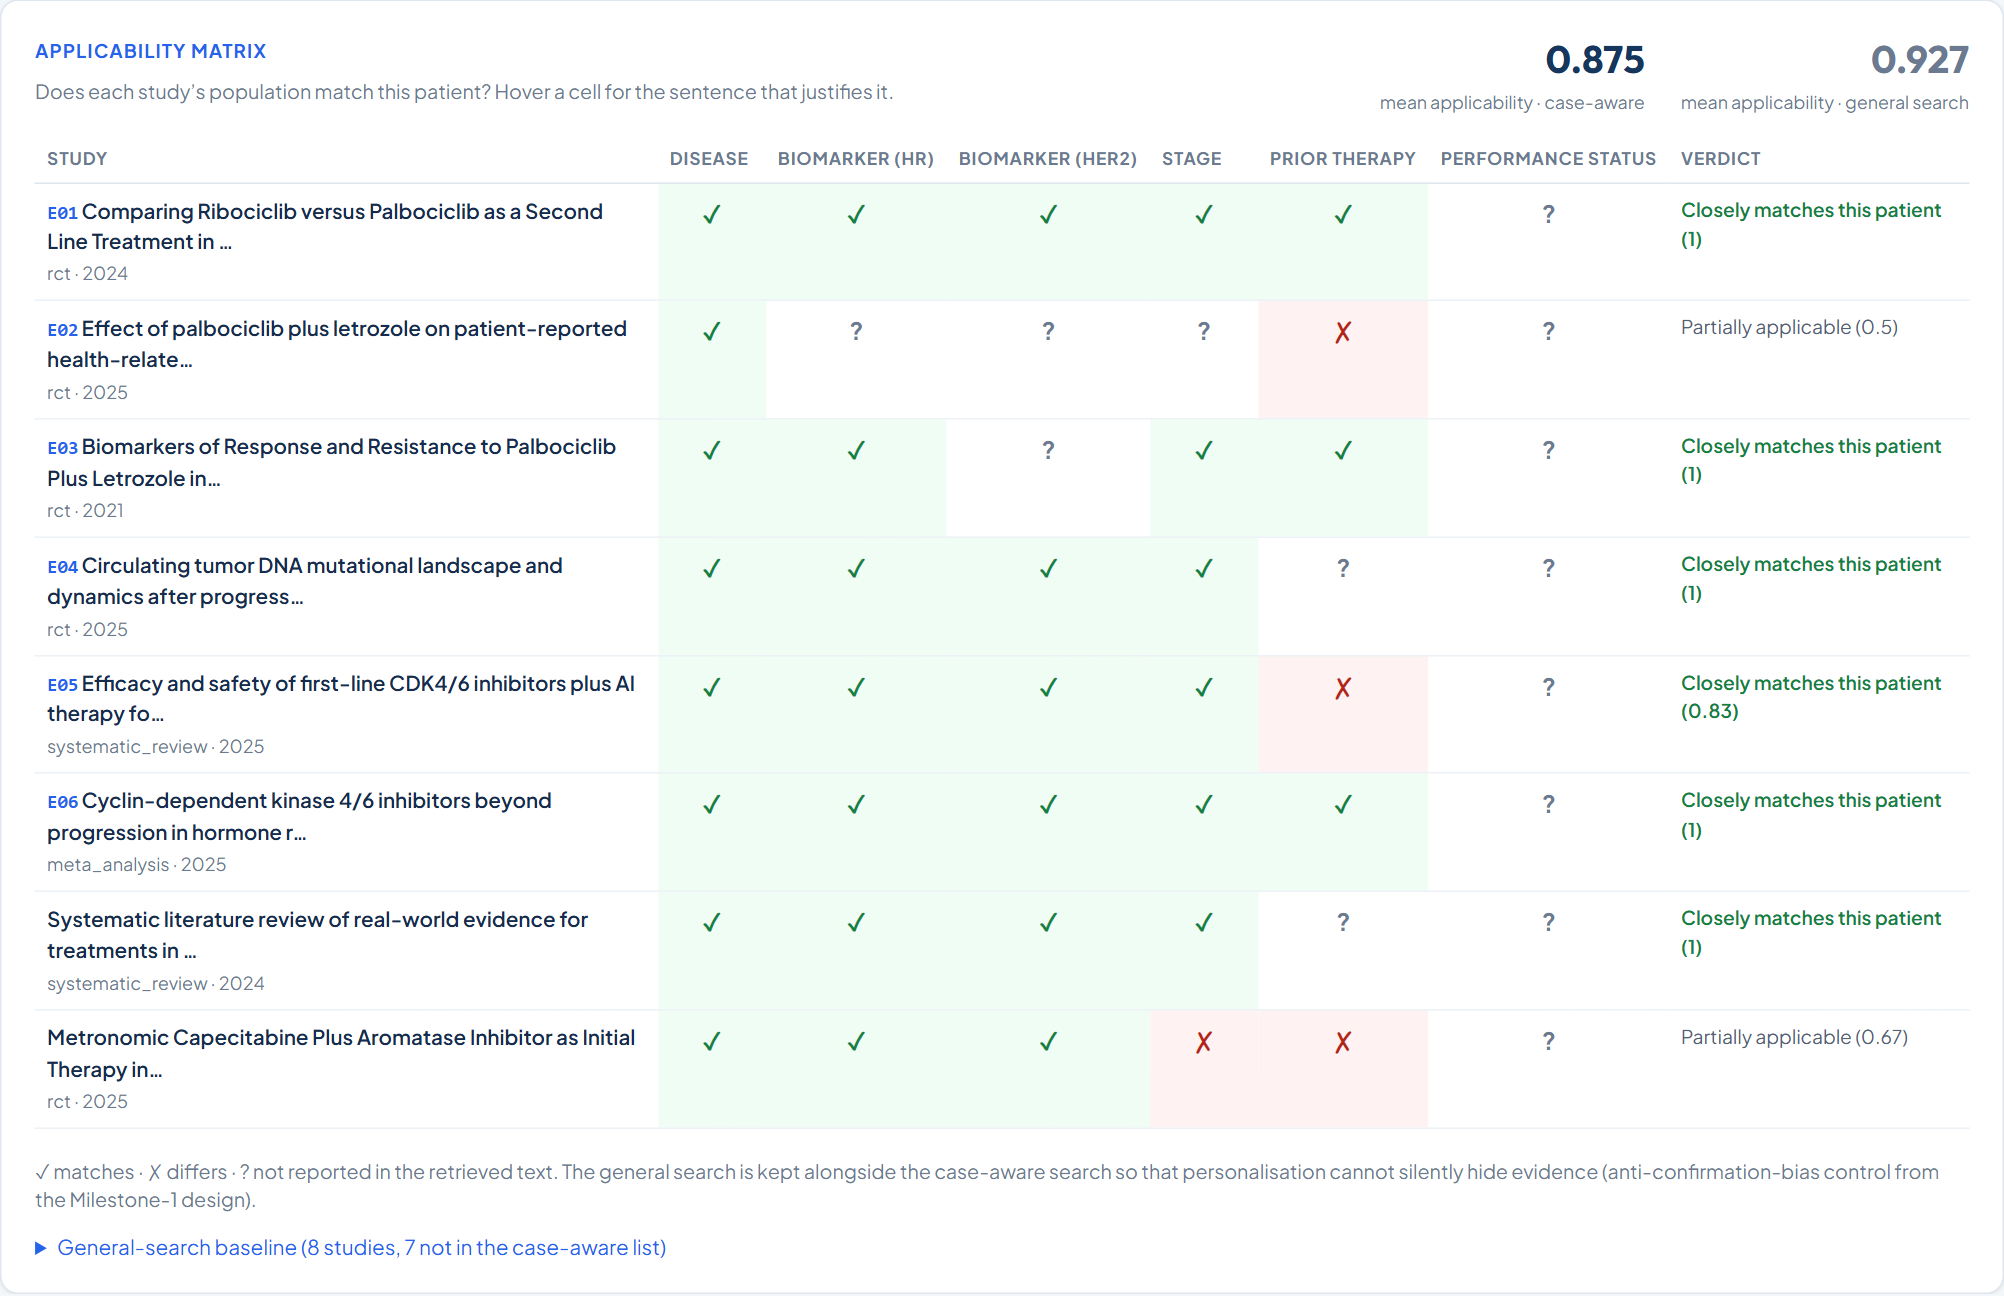 APPLICABILITY MATRIX
Does each study's population match this patient? Hover a cell for the sentence that justifies it.
0.875
mean applicability · case-aware
0.927
mean applicability · general search
STUDY DISEASE BIOMARKER (HR) BIOMARKER (HER2) STAGE PRIOR THERAPY PERFORMANCE STATUS VERDICT
E01 Comparing Ribociclib versus Palbociclib as a Second
Line Treatment in ...
rct · 2024
✓ ✓ ✓ ✓ ✓ ?
Closely matches this patient
(1)
E02 Effect of palbociclib plus letrozole on patient-reported
health-relate...
rct · 2025
✓ ? ? ? ✗ ?
Partially applicable (0.5)
E03 Biomarkers of Response and Resistance to Palbociclib
Plus Letrozole in...
rct · 2021
✓ ✓ ? ✓ ✓ ?
Closely matches this patient
(1)
E04 Circulating tumor DNA mutational landscape and
dynamics after progress...
rct · 2025
✓ ✓ ✓ ✓ ? ?
Closely matches this patient
(1)
E05 Efficacy and safety of first-line CDK4/6 inhibitors plus AI
therapy fo...
systematic_review · 2025
✓ ✓ ✓ ✓ ✗ ?
Closely matches this patient
(0.83)
E06 Cyclin-dependent kinase 4/6 inhibitors beyond
progression in hormone r...
meta_analysis · 2025
✓ ✓ ✓ ✓ ✓ ?
Closely matches this patient
(1)
Systematic literature review of real-world evidence for
treatments in ...
systematic_review · 2024
✓ ✓ ✓ ✓ ? ?
Closely matches this patient
(1)
Metronomic Capecitabine Plus Aromatase Inhibitor as Initial
Therapy in...
rct · 2025
✓ ✓ ✓ ✗ ✗ ?
Partially applicable (0.67)
✓ matches · ✗ differs · ? not reported in the retrieved text. The general search is kept alongside the case-aware search so that personalisation cannot silently hide evidence (anti-confirmation-bias control from
the Milestone-1 design).
▶ General-search baseline (8 studies, 7 not in the case-aware list)